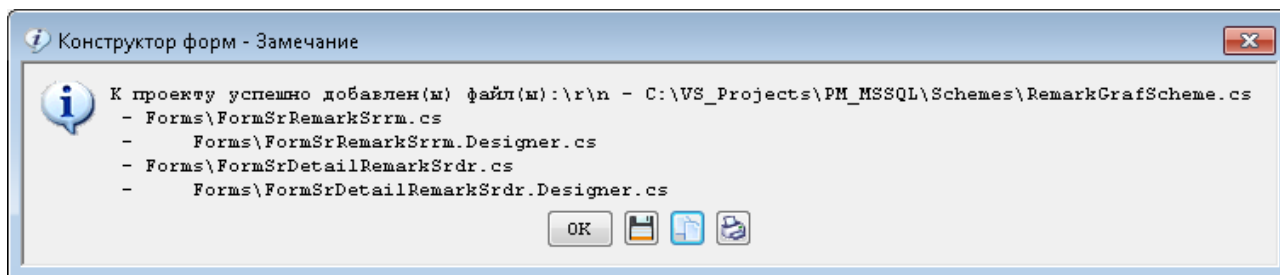 Конструктор форм - Замечание
К проекту успешно добавлен(ы) файл(ы):\r\n - C:\VS_Projects\PM_MSSQL\Schemes\RemarkGrafScheme.cs
- Forms\FormSrRemarkSrrm.cs
- Forms\FormSrRemarkSrrm.Designer.cs
- Forms\FormSrDetailRemarkSrdr.cs
- Forms\FormSrDetailRemarkSrdr.Designer.cs
OK